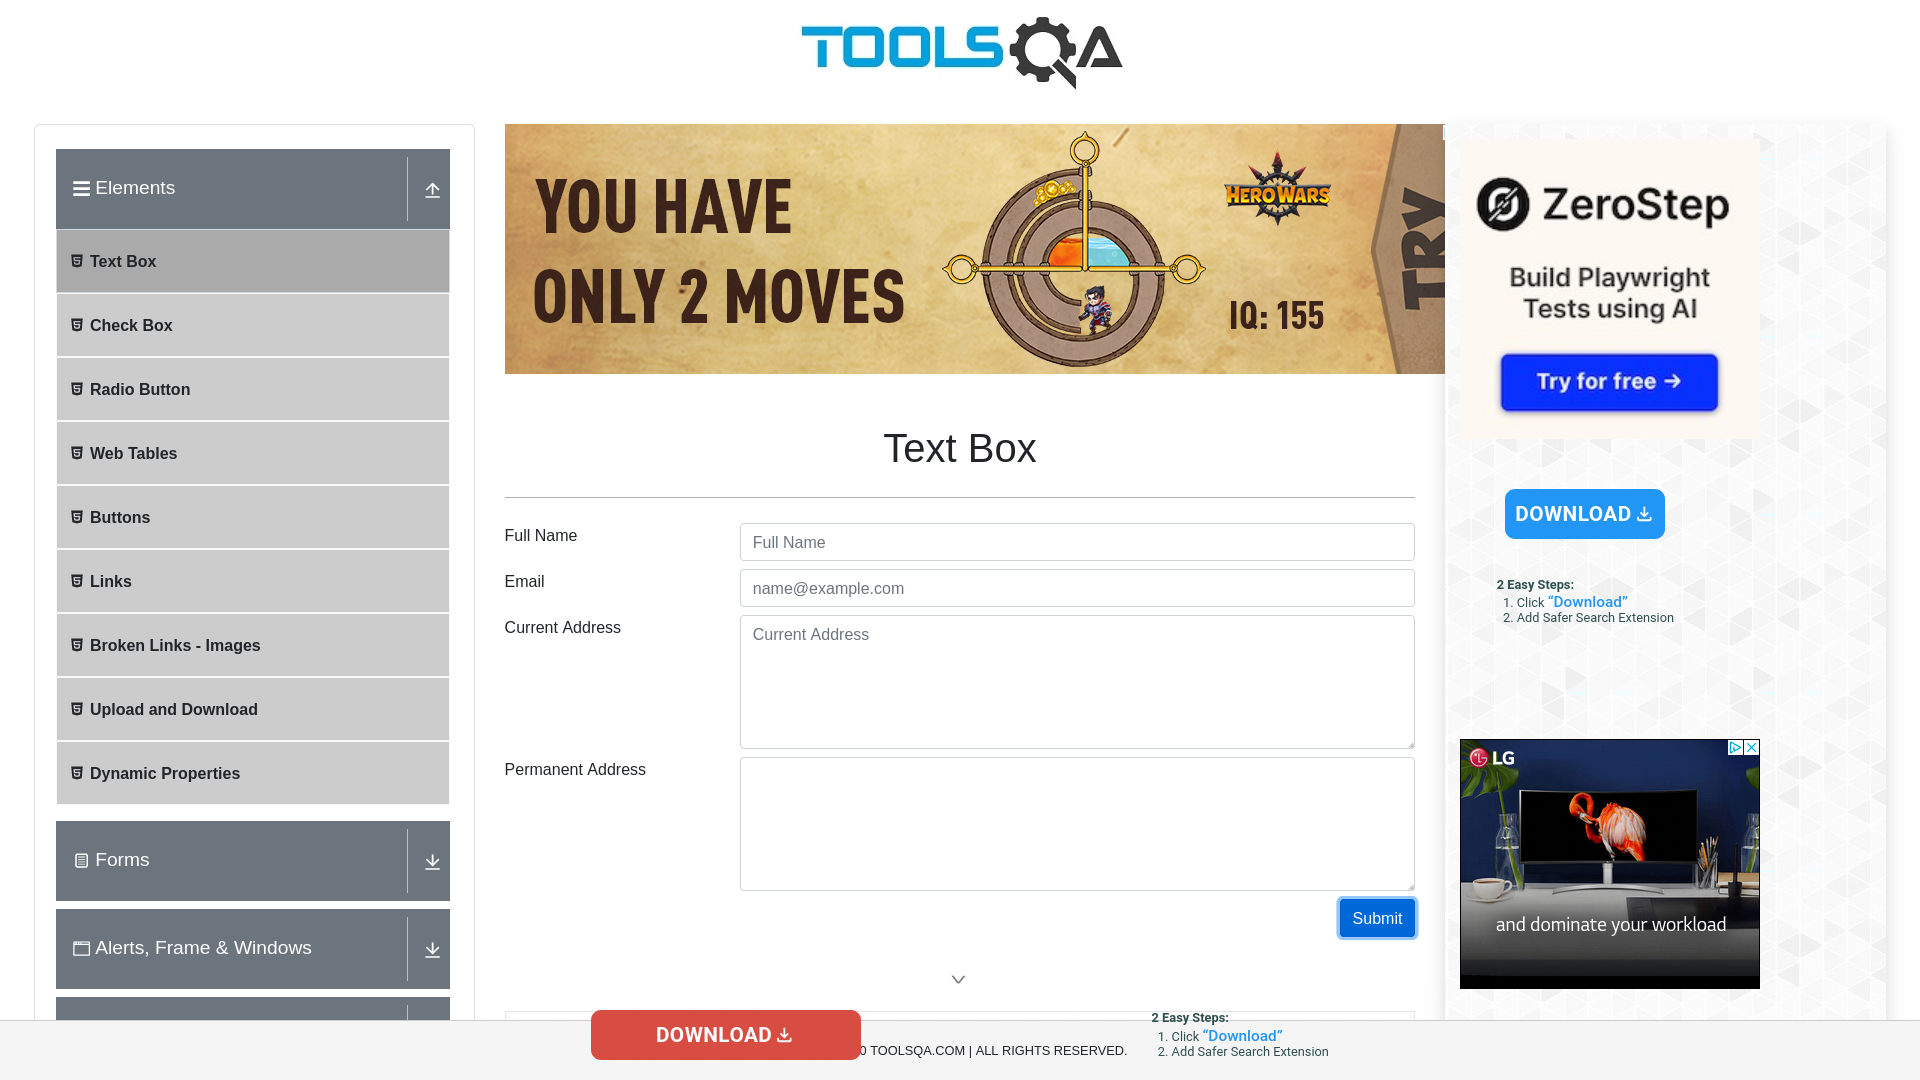 TOOLSQA
Elements
Text Box
Check Box
Radio Button
Web Tables
Buttons
Links
Broken Links - Images
Upload and Download
Dynamic Properties
Forms
Alerts, Frame & Windows
YOU HAVE
ONLY 2 MOVES
HERO WARS
IQ: 155
TRY
Text Box
Full Name
Full Name
Email
name@example.com
Current Address
Current Address
Permanent Address
Submit
ZeroStep
Build Playwright
Tests using AI
Try for free →
DOWNLOAD
2 Easy Steps:
1. Click “Download”
2. Add Safer Search Extension
LG
and dominate your workload
DOWNLOAD
0 TOOLSQA.COM | ALL RIGHTS RESERVED.
2 Easy Steps:
1. Click “Download”
2. Add Safer Search Extension